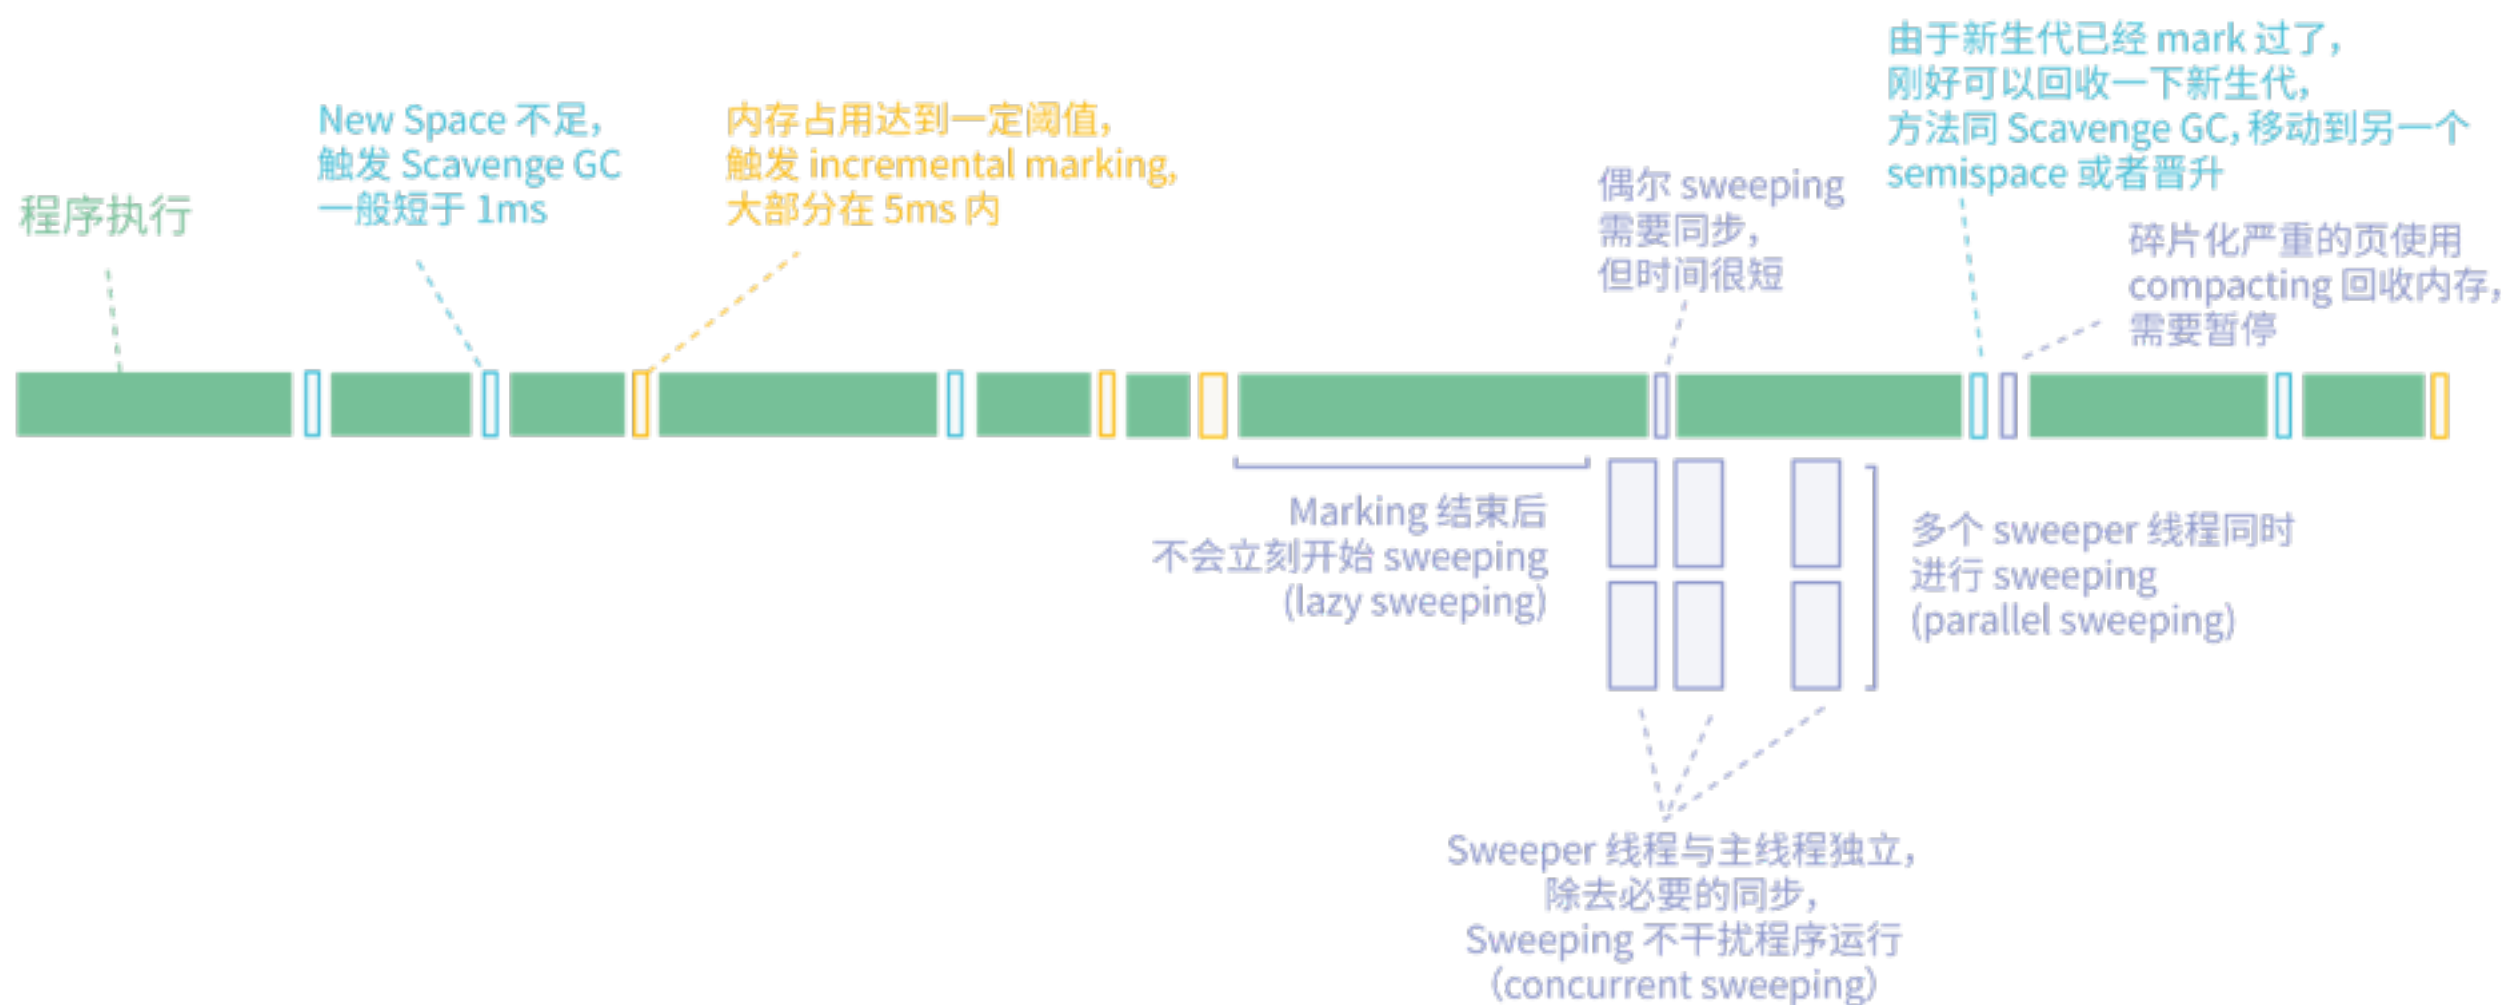 程序执行
New Space 不足，
触发 Scavenge GC
一般短于 1ms
内存占用达到一定阈值，
触发 incremental marking,
大部分在 5ms 内
偶尔 sweeping
需要同步，
但时间很短
由于新生代已经 mark 过了，
刚好可以回收一下新生代，
方法同 Scavenge GC, 移动到另一个
semispace 或者晋升
碎片化严重的页使用
compacting 回收内存，
需要暂停
Marking 结束后
不会立刻开始 sweeping
(lazy sweeping)
多个 sweeper 线程同时
进行 sweeping
(parallel sweeping)
Sweeper 线程与主线程独立，
除去必要的同步，
Sweeping 不干扰程序运行
（concurrent sweeping）